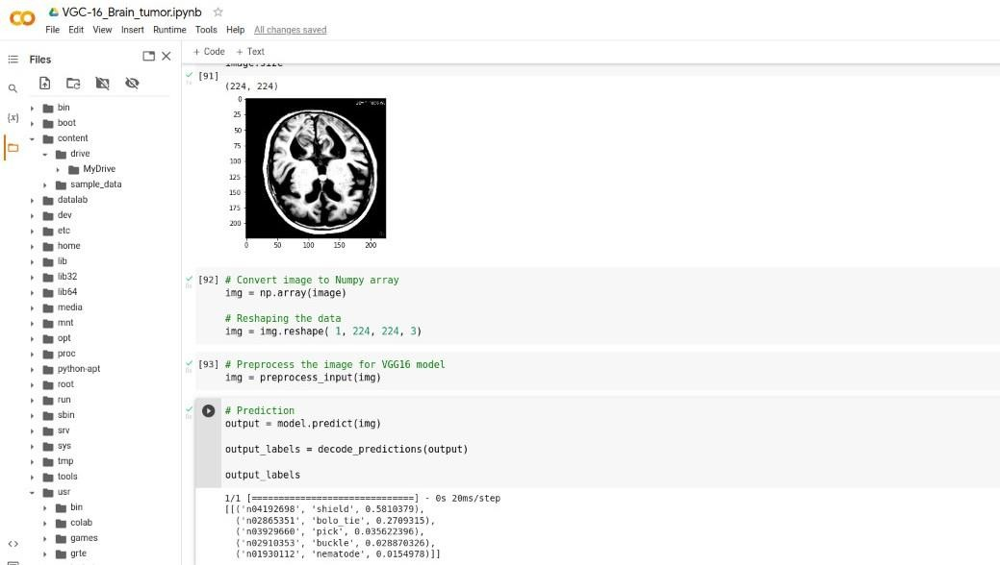 VGC-16_Brain_tumor.ipynb
File Edit View Insert Runtime Tools Help All changes saved
Files
+ Code + Text
bin
boot
content
drive
MyDrive
sample_data
datalab
dev
etc
home
lib
lib32
lib64
media
mnt
opt
proc
python-apt
root
run
sbin
srv
sys
tmp
tools
usr
bin
colab
games
grte
{x}
<>
image.size
[91]
(224, 224)
0
25
50
75
100
125
150
175
200
0 50 100 150 200
[92] # Convert image to Numpy array
img = np.array(image)
# Reshaping the data
img = img.reshape( 1, 224, 224, 3)
[93] # Preprocess the image for VGG16 model
img = preprocess_input(img)
# Prediction
output = model.predict(img)
output_labels = decode_predictions(output)
output_labels
1/1 [==============================] - 0s 20ms/step
[[('n04192698', 'shield', 0.5810379),
('n02865351', 'bolo_tie', 0.2709315),
('n03929660', 'pick', 0.035622396),
('n02910353', 'buckle', 0.028870326),
('n01930112', 'nematode', 0.0154978)]]